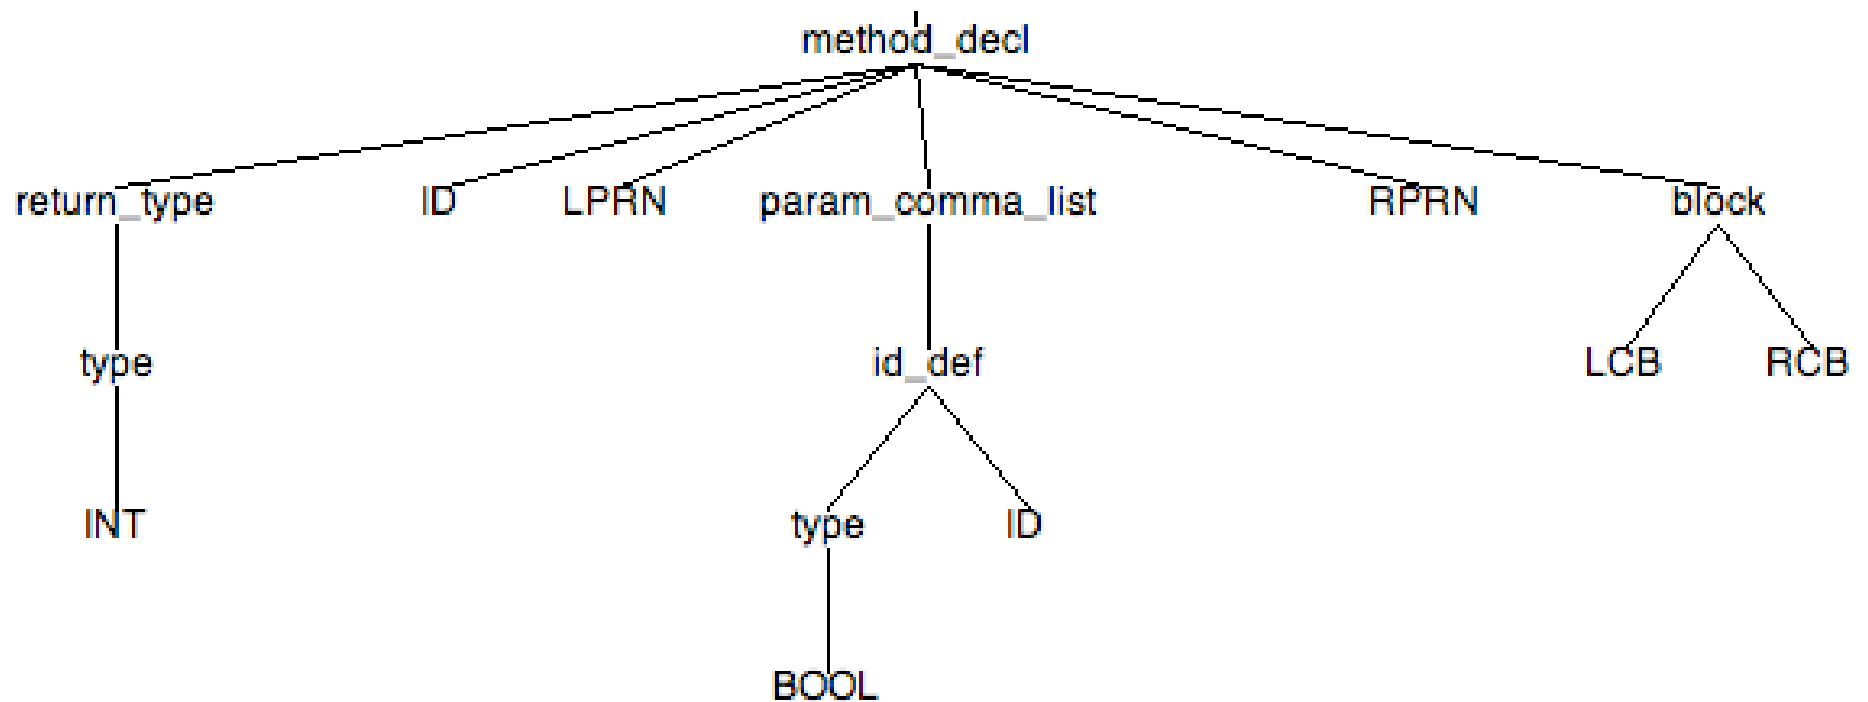 method_decl
return_type ID LPRN param_comma_list RPRN block
type id_def LCB RCB
INT type ID
BOOL